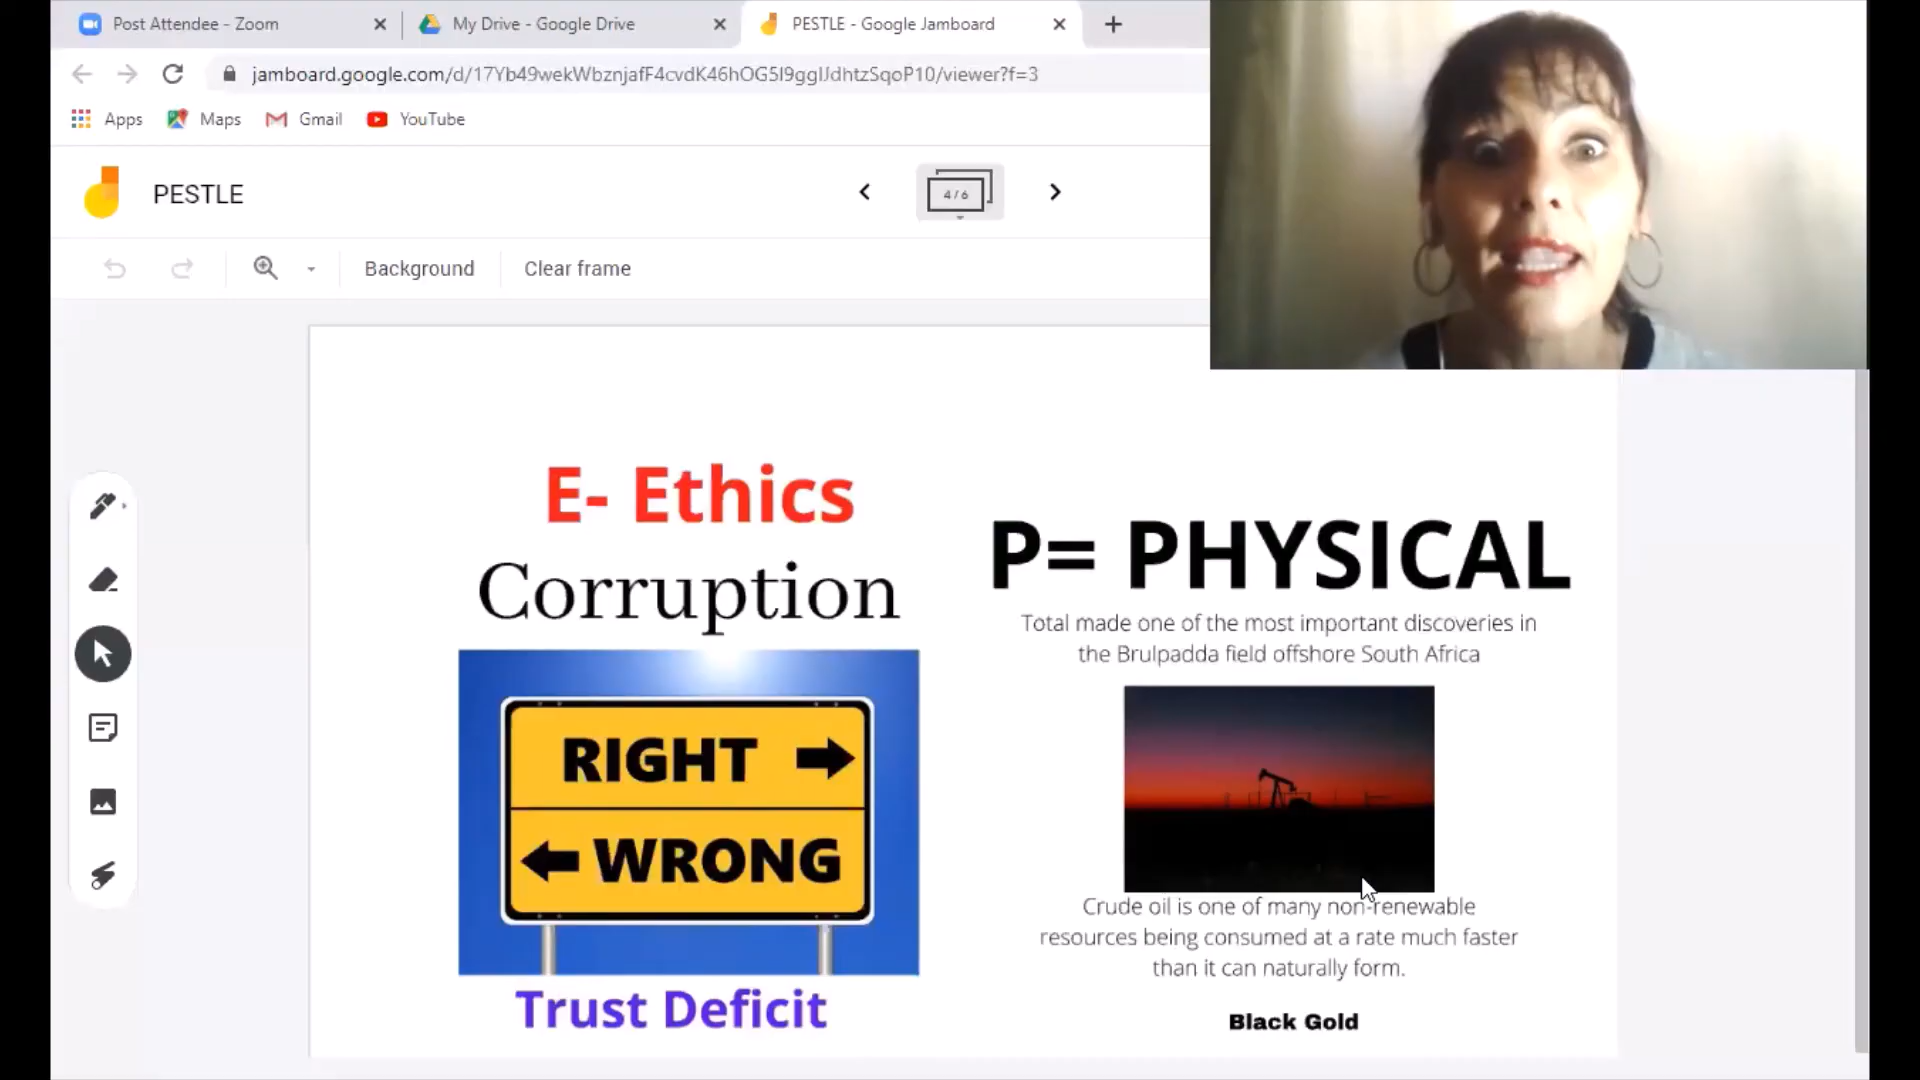 Post Attendee - Zoom
My Drive - Google Drive
PESTLE - Google Jamboard
jamboard.google.com/d/17Yb49wekWbznjafF4cvdK46hOG5I9ggIJdhtzSqoP10/viewer?f=3
Apps
Maps
Gmail
YouTube
PESTLE
4 / 6
Background
Clear frame
E- Ethics
Corruption
RIGHT
WRONG
Trust Deficit
P= PHYSICAL
Total made one of the most important discoveries in
the Brulpadda field offshore South Africa
Crude oil is one of many non-renewable
resources being consumed at a rate much faster
than it can naturally form.
Black Gold